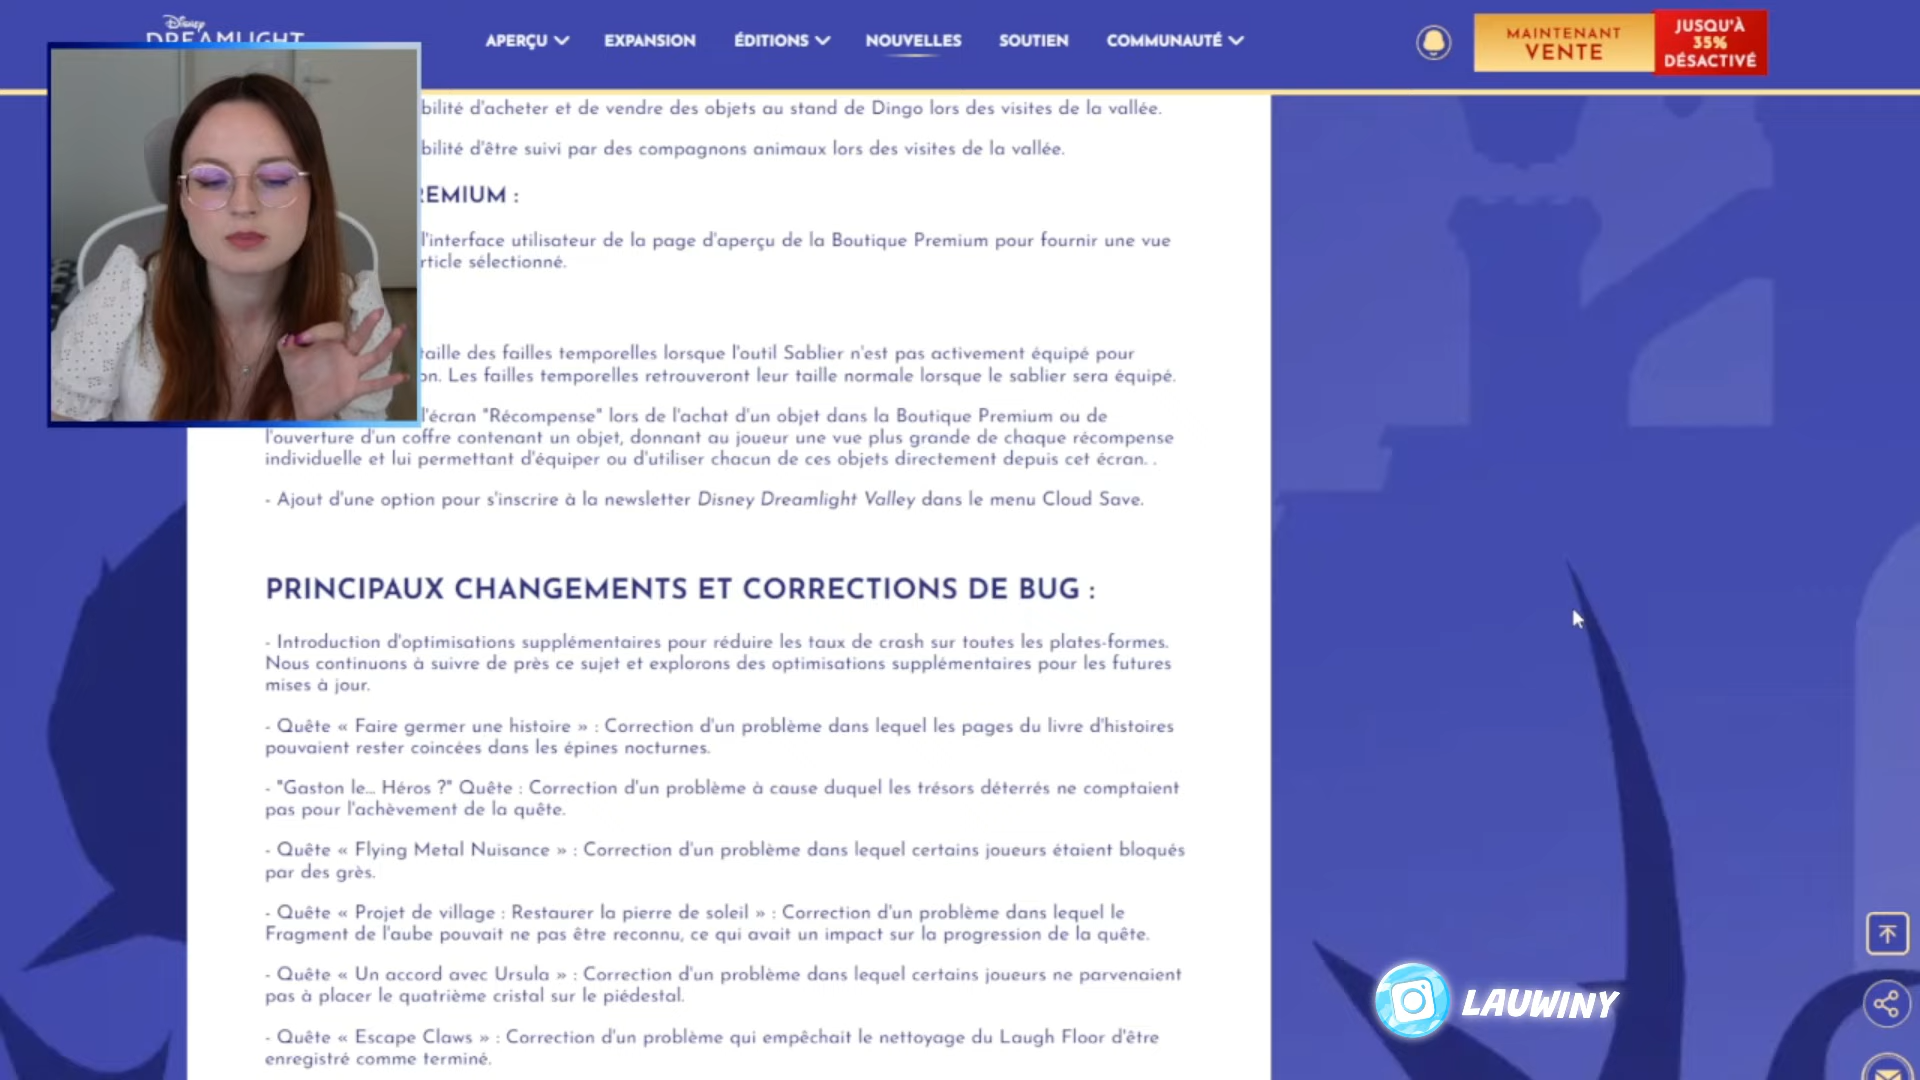 Disney
DREAMLIGHT
APERÇU
EXPANSION
ÉDITIONS
NOUVELLES
SOUTIEN
COMMUNAUTÉ
MAINTENANT
VENTE
JUSQU'À
35%
DÉSACTIVÉ
bilité d'acheter et de vendre des objets au stand de Dingo lors des visites de la vallée.
bilité d'être suivi par des compagnons animaux lors des visites de la vallée.
REMIUM :
l'interface utilisateur de la page d'aperçu de la Boutique Premium pour fournir une vue
rticle sélectionné.
taille des failles temporelles lorsque l'outil Sablier n'est pas activement équipé pour
on. Les failles temporelles retrouveront leur taille normale lorsque le sablier sera équipé.
l'écran "Récompense" lors de l'achat d'un objet dans la Boutique Premium ou de
l'ouverture d'un coffre contenant un objet, donnant au joueur une vue plus grande de chaque récompense
individuelle et lui permettant d'équiper ou d'utiliser chacun de ces objets directement depuis cet écran. .
- Ajout d'une option pour s'inscrire à la newsletter Disney Dreamlight Valley dans le menu Cloud Save.
PRINCIPAUX CHANGEMENTS ET CORRECTIONS DE BUG :
- Introduction d'optimisations supplémentaires pour réduire les taux de crash sur toutes les plates-formes.
Nous continuons à suivre de près ce sujet et explorons des optimisations supplémentaires pour les futures
mises à jour.
- Quête « Faire germer une histoire » : Correction d'un problème dans lequel les pages du livre d'histoires
pouvaient rester coincées dans les épines nocturnes.
- "Gaston le... Héros ?" Quête : Correction d'un problème à cause duquel les trésors déterrés ne comptaient
pas pour l'achèvement de la quête.
- Quête « Flying Metal Nuisance » : Correction d'un problème dans lequel certains joueurs étaient bloqués
par des grès.
- Quête « Projet de village : Restaurer la pierre de soleil » : Correction d'un problème dans lequel le
Fragment de l'aube pouvait ne pas être reconnu, ce qui avait un impact sur la progression de la quête.
- Quête « Un accord avec Ursula » : Correction d'un problème dans lequel certains joueurs ne parvenaient
pas à placer le quatrième cristal sur le piédestal.
- Quête « Escape Claws » : Correction d'un problème qui empêchait le nettoyage du Laugh Floor d'être
enregistré comme terminé.
LAUWINY